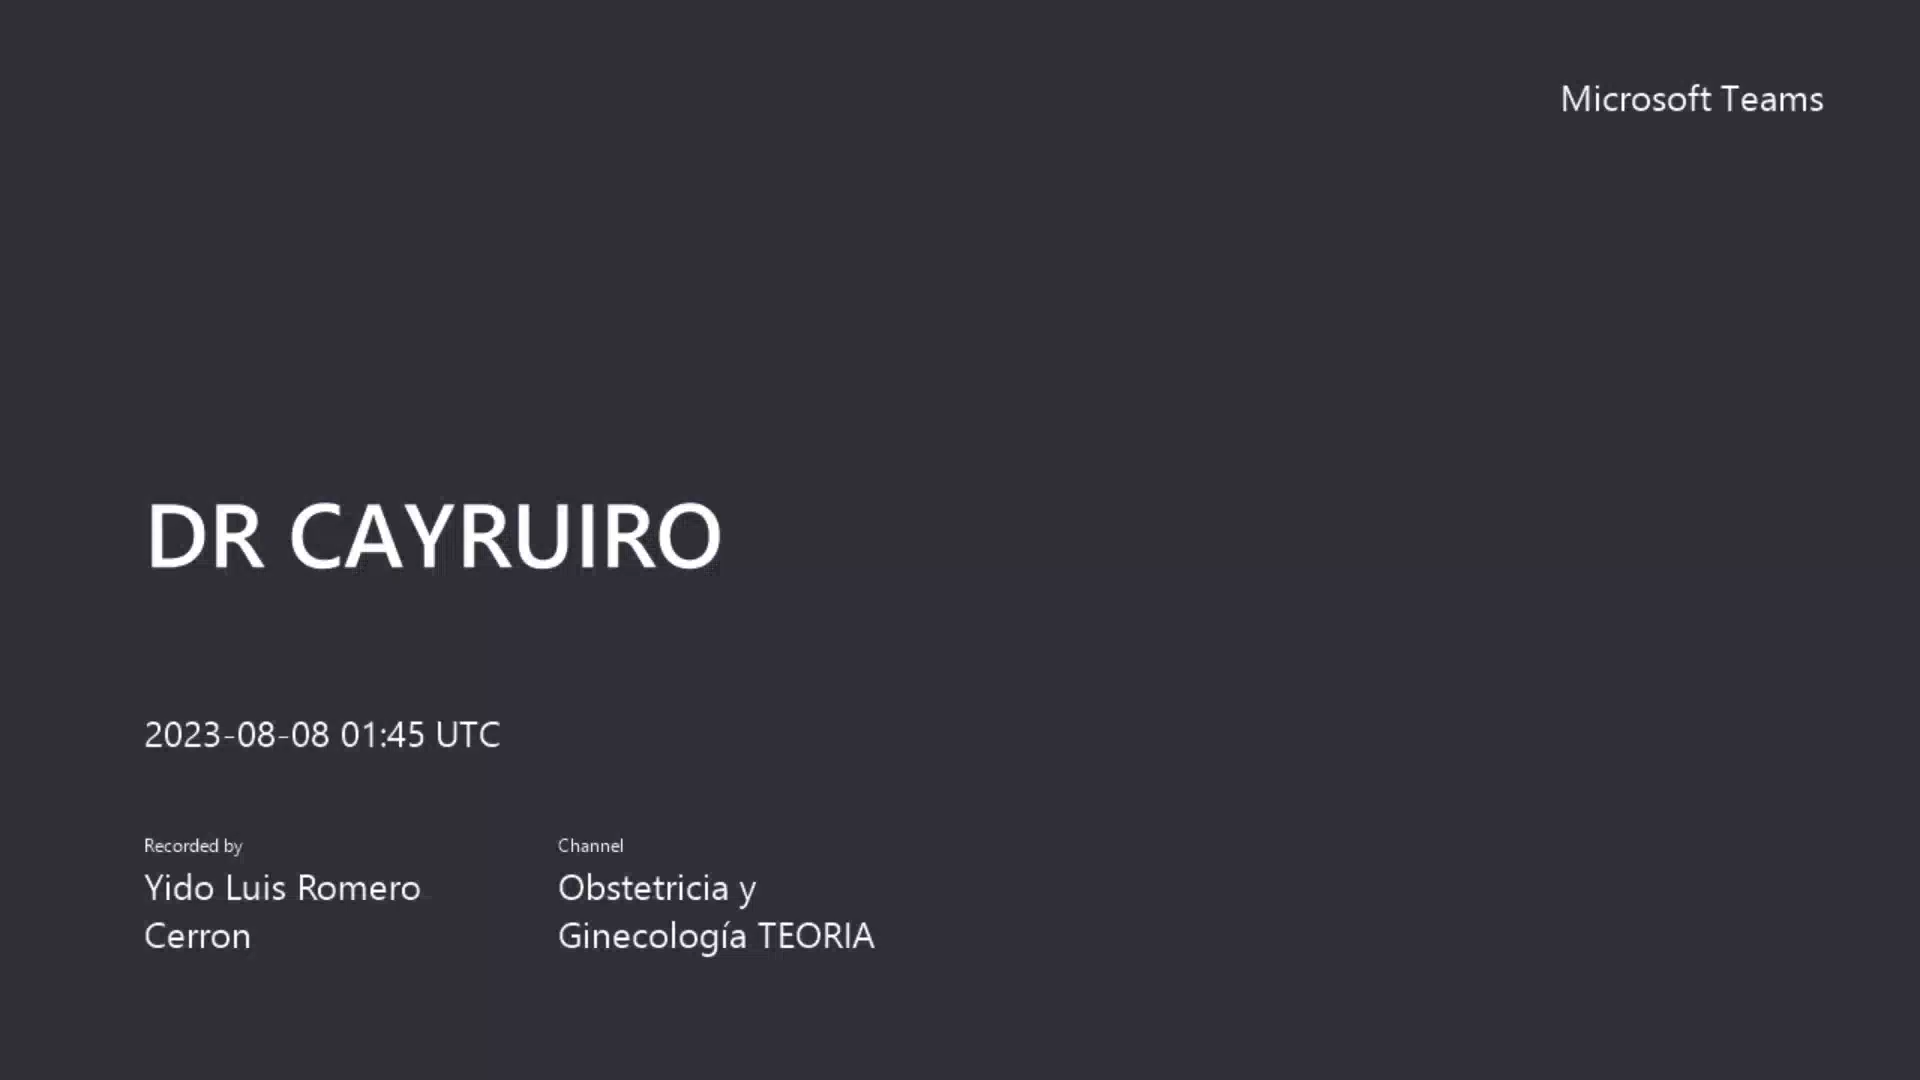 Microsoft Teams
DR CAYRUIRO
2023-08-08 01:45 UTC
Recorded by
Yido Luis Romero
Cerron
Channel
Obstetricia y
Ginecología TEORIA